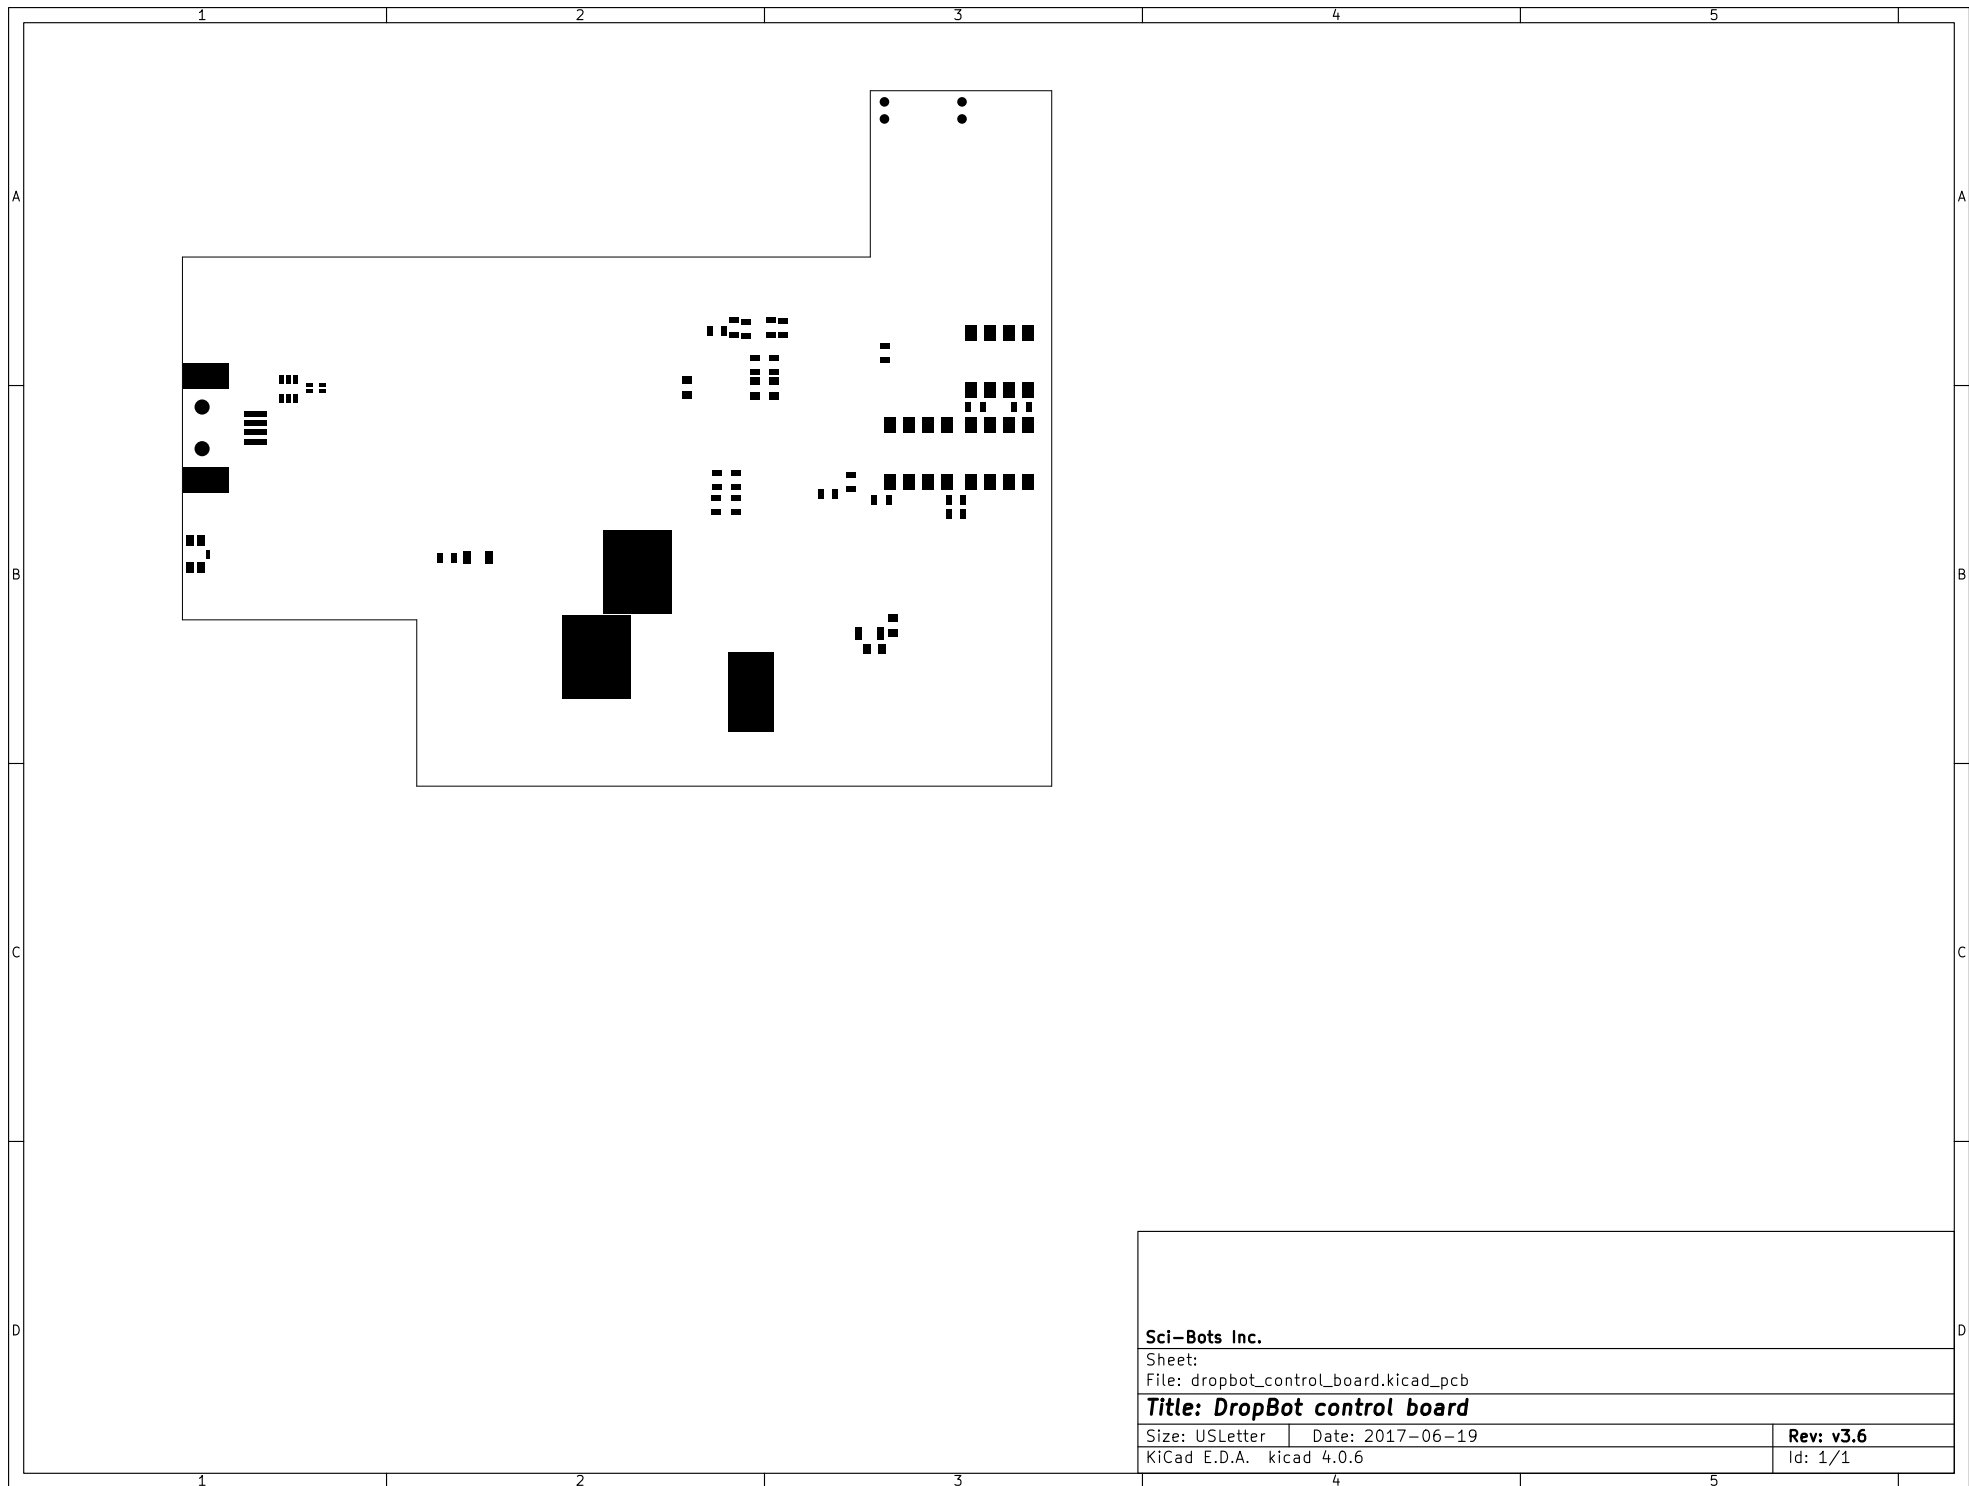 1 2 3 4 5
A A
B B
C C
D D
Sci-Bots Inc.
Sheet:
File: dropbot_control_board.kicad_pcb
Title: DropBot control board
Size: USLetter Date: 2017-06-19 Rev: v3.6
KiCad E.D.A. kicad 4.0.6 Id: 1/1
1 2 3 4 5